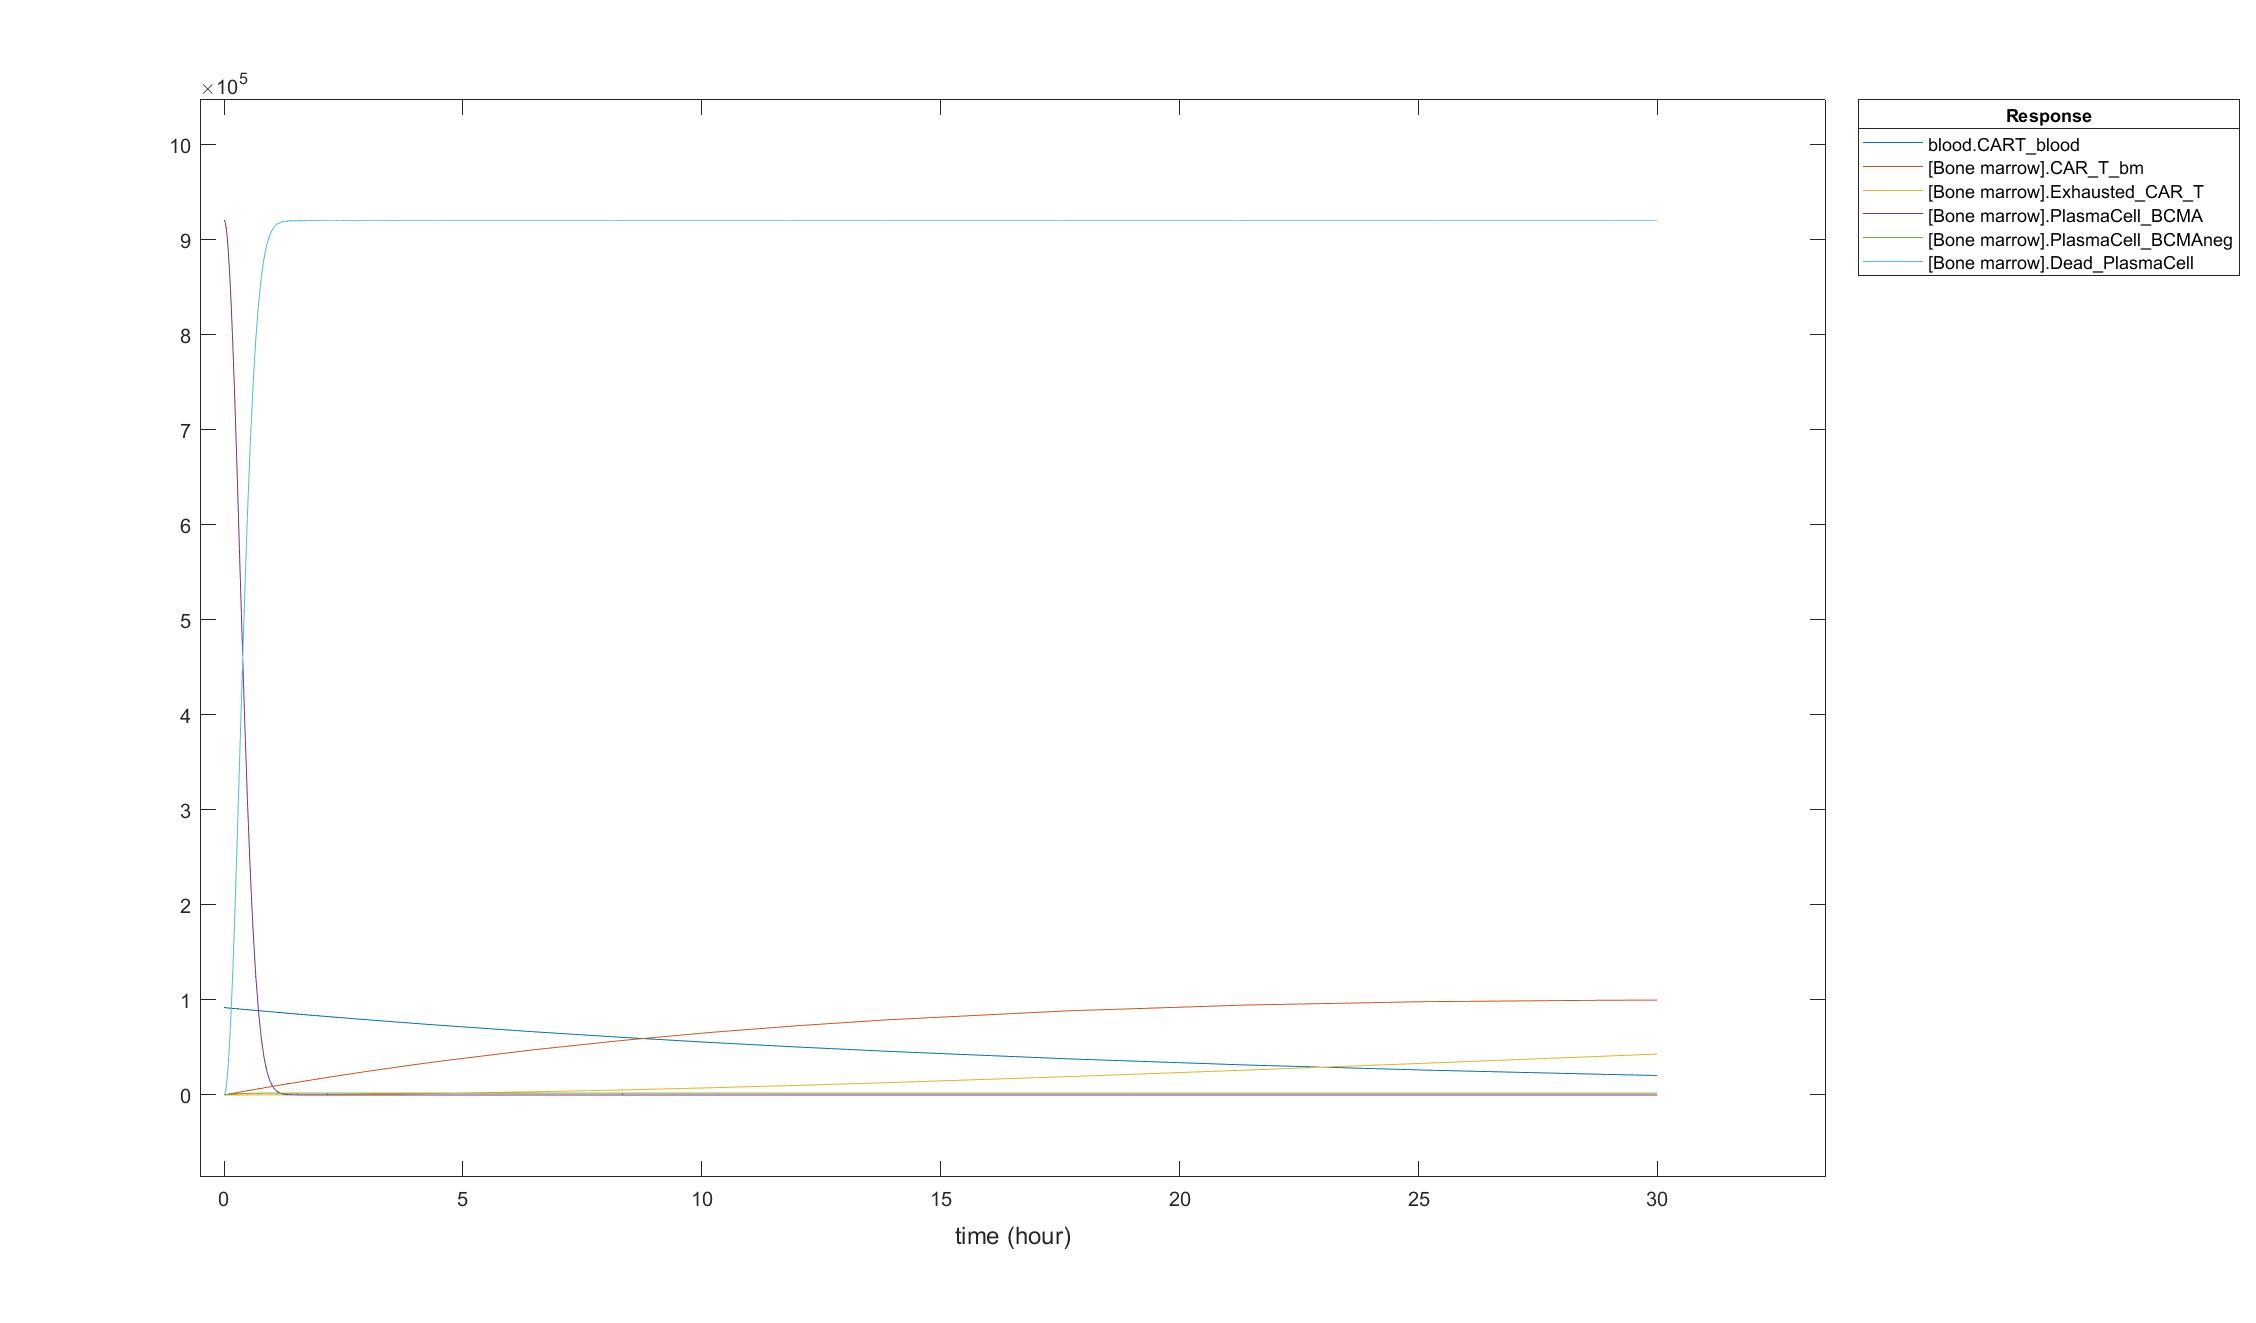 ×10^5
10
9
8
7
6
5
4
3
2
1
0
0 5 10 15 20 25 30
time (hour)
Response
blood.CART_blood
[Bone marrow].CAR_T_bm
[Bone marrow].Exhausted_CAR_T
[Bone marrow].PlasmaCell_BCMA
[Bone marrow].PlasmaCell_BCMAneg
[Bone marrow].Dead_PlasmaCell